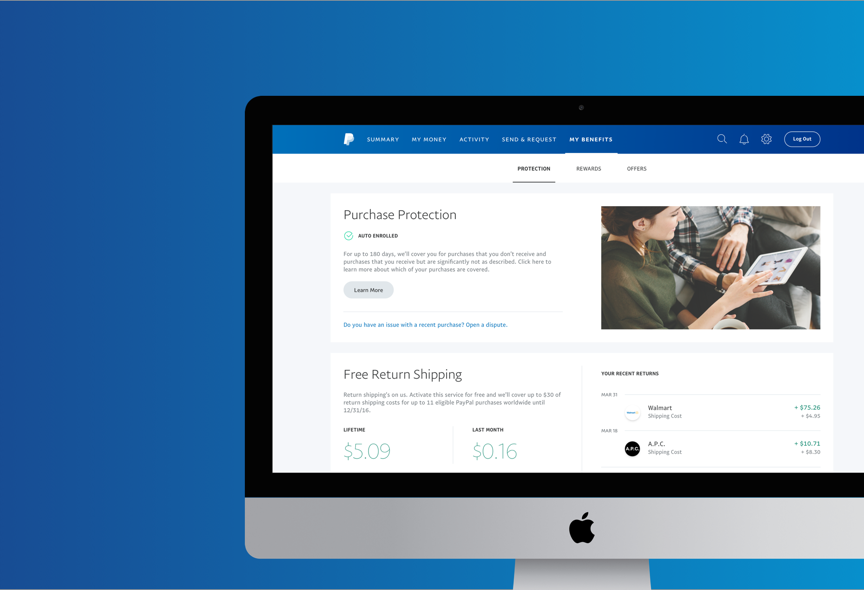 SUMMARY MY MONEY ACTIVITY SEND & REQUEST MY BENEFITS Log Out
PROTECTION REWARDS OFFERS
Purchase Protection
AUTO ENROLLED
For up to 180 days, we'll cover you for purchases that you don't receive and
purchases that you receive but are significantly not as described. Click here to
learn more about which of your purchases are covered.
Learn More
Do you have an issue with a recent purchase? Open a dispute.
Free Return Shipping
Return shipping's on us. Activate this service for free and we'll cover up to $30 of
return shipping costs for up to 11 eligible PayPal purchases worldwide until
12/31/16.
LIFETIME
$5.09
LAST MONTH
$0.16
YOUR RECENT RETURNS
MAR 31
Walmart + $75.26
Shipping Cost + $4.95
MAR 18
A.P.C.
A.P.C. + $10.71
Shipping Cost + $8.30